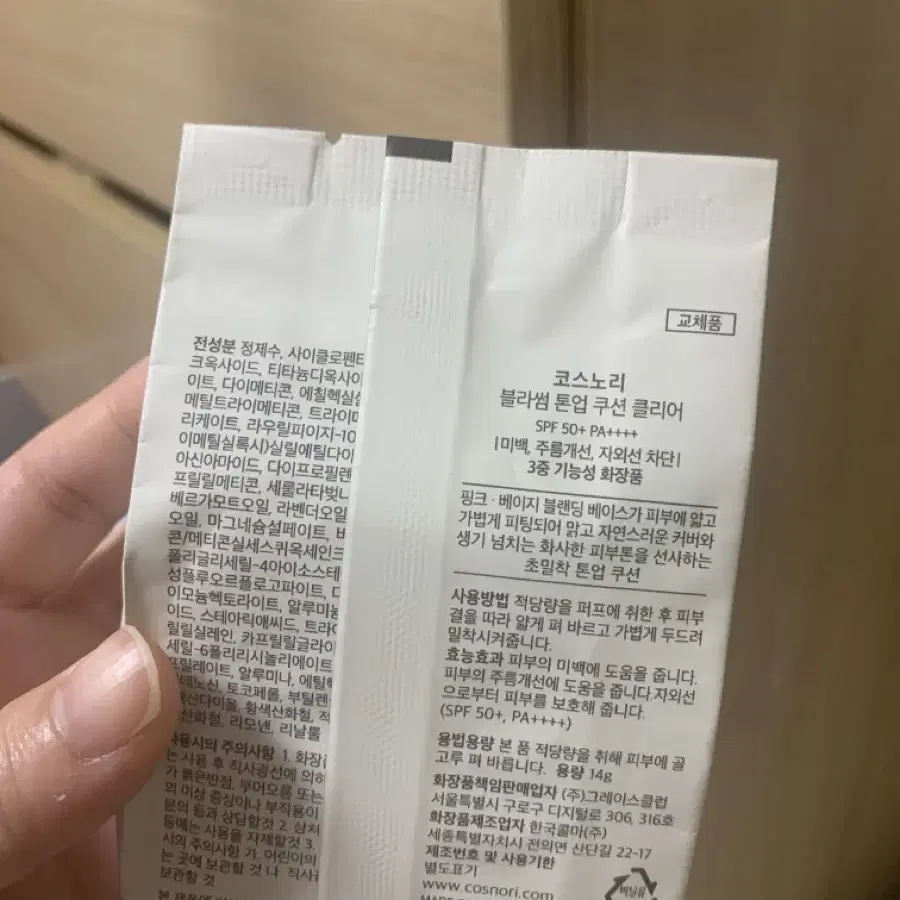 전성분 정제수, 사이클로펜타
크옥사이드, 티타늄디옥사이
이트, 다이메티콘, 에칠헥실살
메틸트라이메티콘, 트라이머
리케이트, 라우릴피이지-10
이메틸실록시)실릴에틸다이
아신아마이드, 다이프로필렌
프릴릴메티콘, 세룰라타벚나
베르가모트오일, 라벤더오일
오일, 마그네슘설페이트,
콘/메티콘실세스퀴옥세인크
폴리글리세릴-4아이소스테
성플루오르플로고파이트,
이모늄헥토라이트, 알루미늄
이드, 스테아릭애씨드, 트라이
릴릴실레인, 카프릴릴글라이
세릴-6폴리리시놀리에이트
프릴레이트, 알루미나, 에틸헥
데노신, 토코페롤, 부틸렌
산다이올, 황색산화철, 적
산화철, 리모넨, 리날룰
사용시의 주의사항 1. 화장품
는 사용 후 직사광선에 의하
가 붉은반점, 부어오름 또는
의 이상 증상이나 부작용이
문의 등과 상담할것 2. 상처
등에는 사용을 자제할것 3.
시의 주의사항 가. 어린이의
는 곳에 보관할 것 나. 직사광
보관할 것
교체품
코스노리
블라썸 톤업 쿠션 클리어
SPF 50+ PA++++
|미백, 주름개선, 자외선 차단|
3중 기능성 화장품
핑크·베이지 블랜딩 베이스가 피부에 얇고
가볍게 피팅되어 맑고 자연스러운 커버와
생기 넘치는 화사한 피부톤을 선사하는
초밀착 톤업 쿠션
사용방법 적당량을 퍼프에 취한 후 피부
결을 따라 얇게 펴 바르고 가볍게 두드려
밀착시켜줍니다.
효능효과 피부의 미백에 도움을 줍니다.
피부의 주름개선에 도움을 줍니다.자외선
으로부터 피부를 보호해 줍니다.
(SPF 50+, PA++++)
용법용량 본 품 적당량을 취해 피부에 골
고루 펴 바릅니다. 용량 14g
화장품책임판매업자 (주)그레이스클럽
서울특별시 구로구 디지털로 306, 316호
화장품제조업자 한국콜마(주)
세종특별자치시 전의면 산단길 22-17
제조번호 및 사용기한
별도표기
www.cosnori.com
비닐류